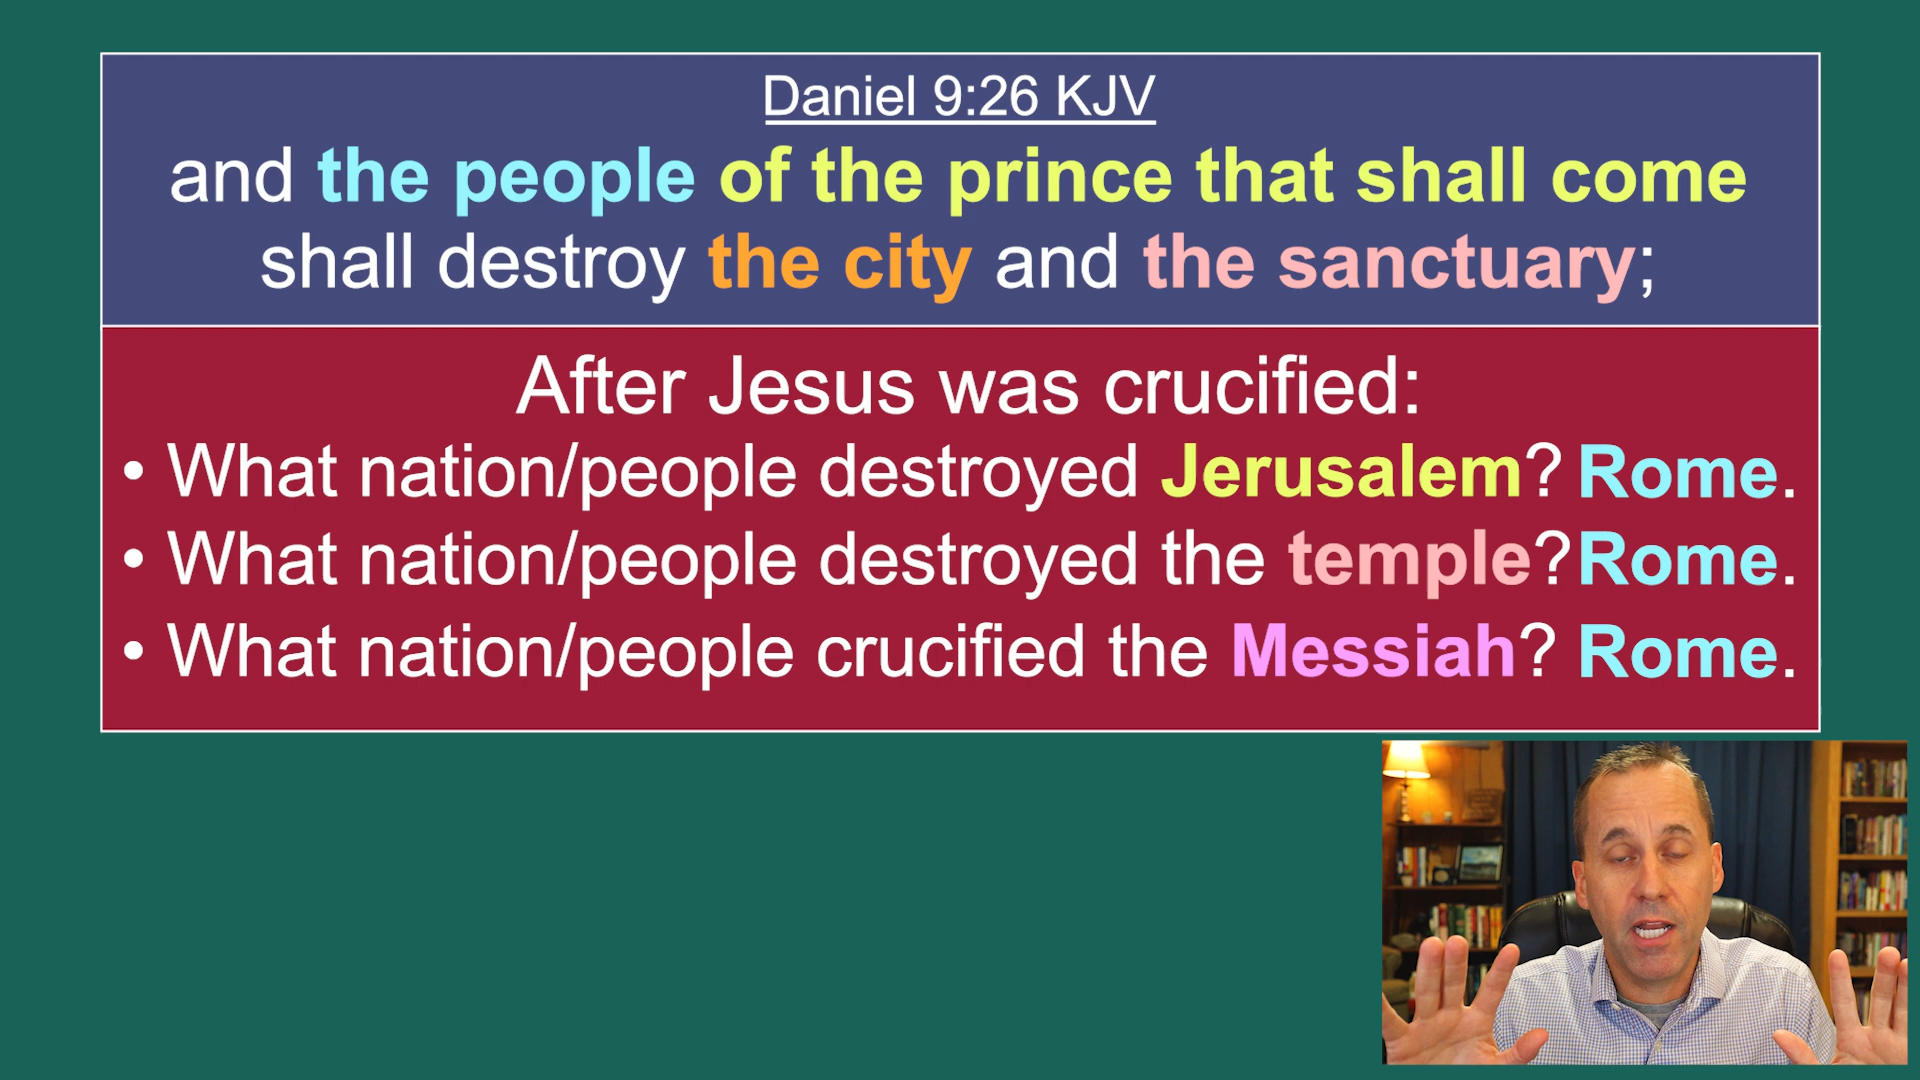 Daniel 9:26 KJV
and the people of the prince that shall come
shall destroy the city and the sanctuary;
After Jesus was crucified:
• What nation/people destroyed Jerusalem? Rome.
• What nation/people destroyed the temple? Rome.
• What nation/people crucified the Messiah? Rome.